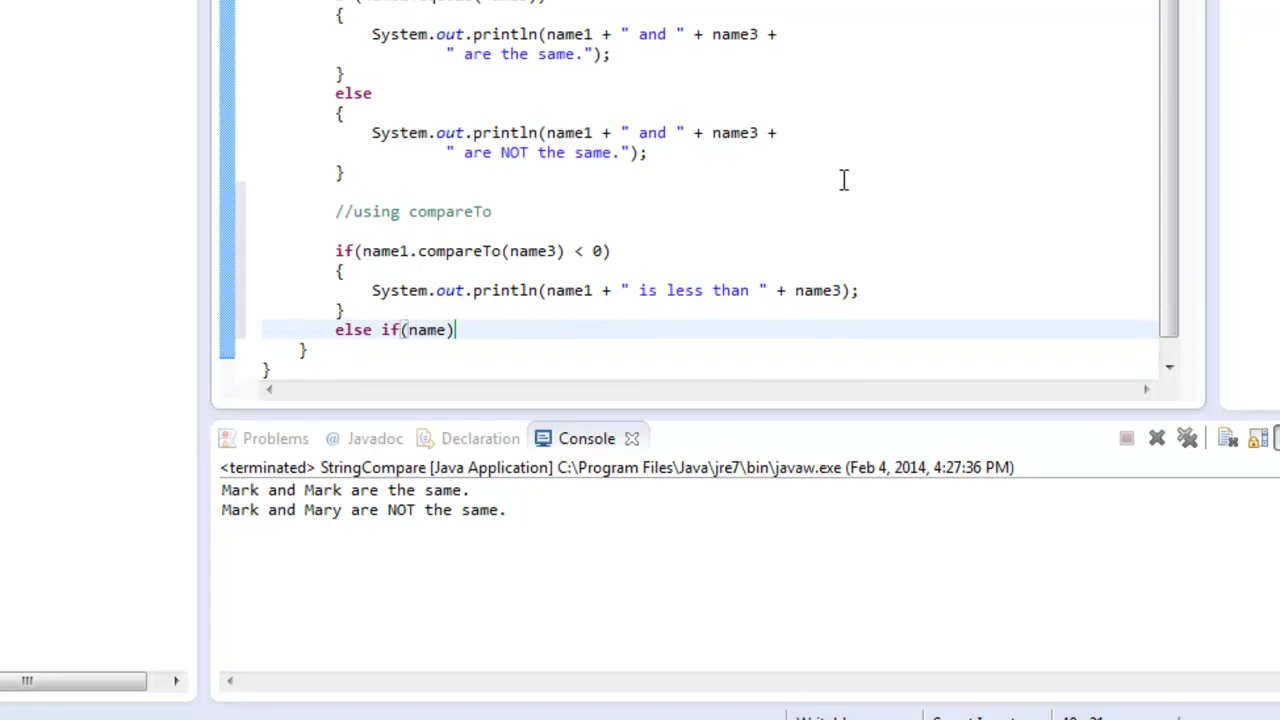 {
System.out.println(name1 + " and " + name3 +
" are the same.");
}
else
{
System.out.println(name1 + " and " + name3 +
" are NOT the same.");
}
//using compareTo
if(name1.compareTo(name3) < 0)
{
System.out.println(name1 + " is less than " + name3);
}
else if(name)
}
}
Problems @ Javadoc Declaration Console
<terminated> StringCompare [Java Application] C:\Program Files\Java\jre7\bin\javaw.exe (Feb 4, 2014, 4:27:36 PM)
Mark and Mark are the same.
Mark and Mary are NOT the same.